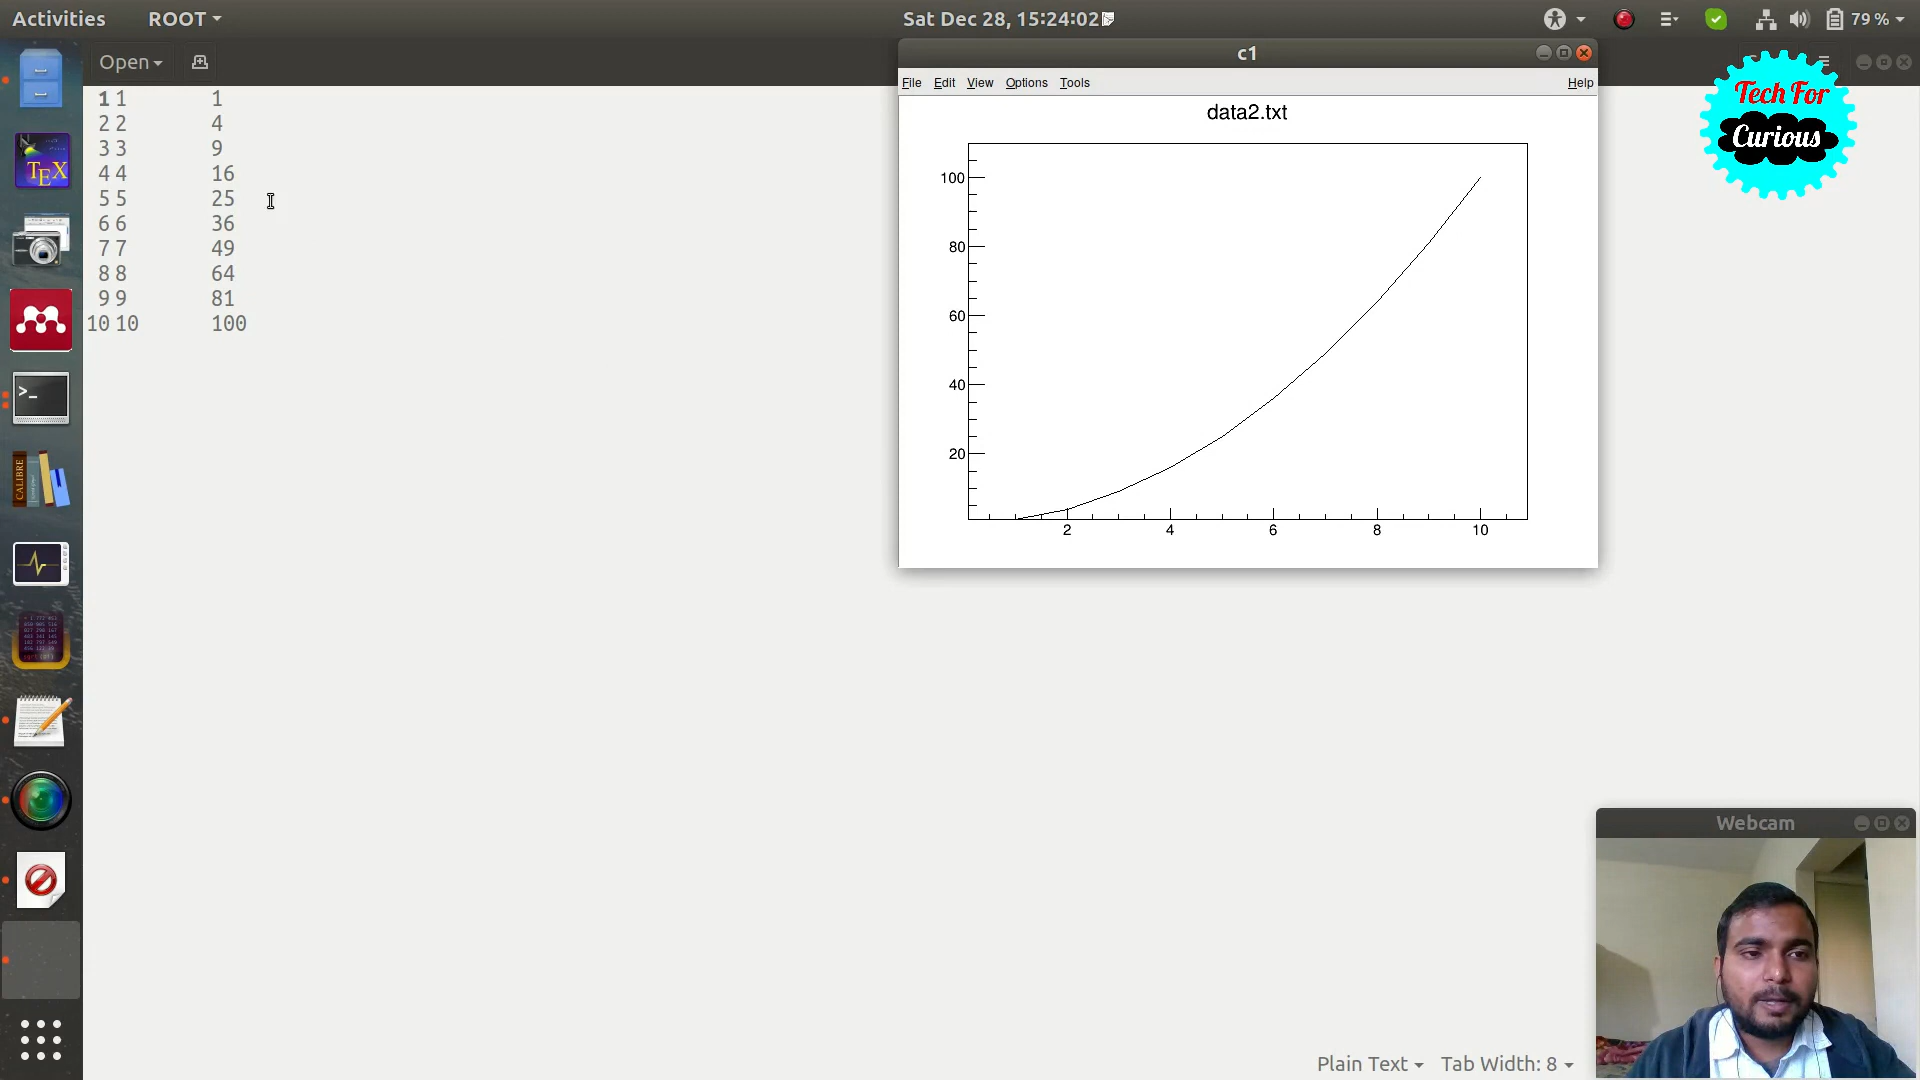 Activities
ROOT
Sat Dec 28, 15:24:02
79 %
Open
c1
File Edit View Options Tools Help
Tech For
Curious
1 1 1
2 2 4
3 3 9
4 4 16
5 5 25
6 6 36
7 7 49
8 8 64
9 9 81
10 10 100
data2.txt
100
80
60
40
20
2 4 6 8 10
TEX
>_
CALIBRE
Webcam
Plain Text
Tab Width: 8